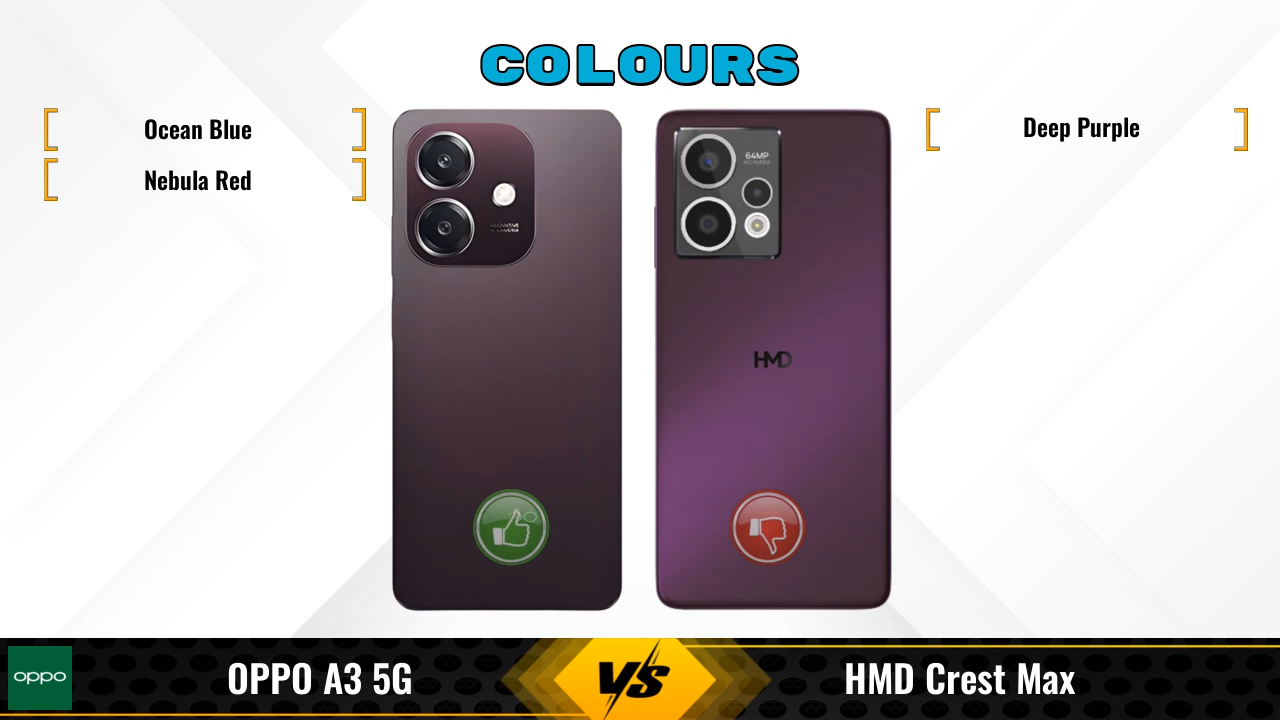 COLOURS
Ocean Blue
Nebula Red
Deep Purple
64MP
HMD
oppo
OPPO A3 5G
VS
HMD Crest Max